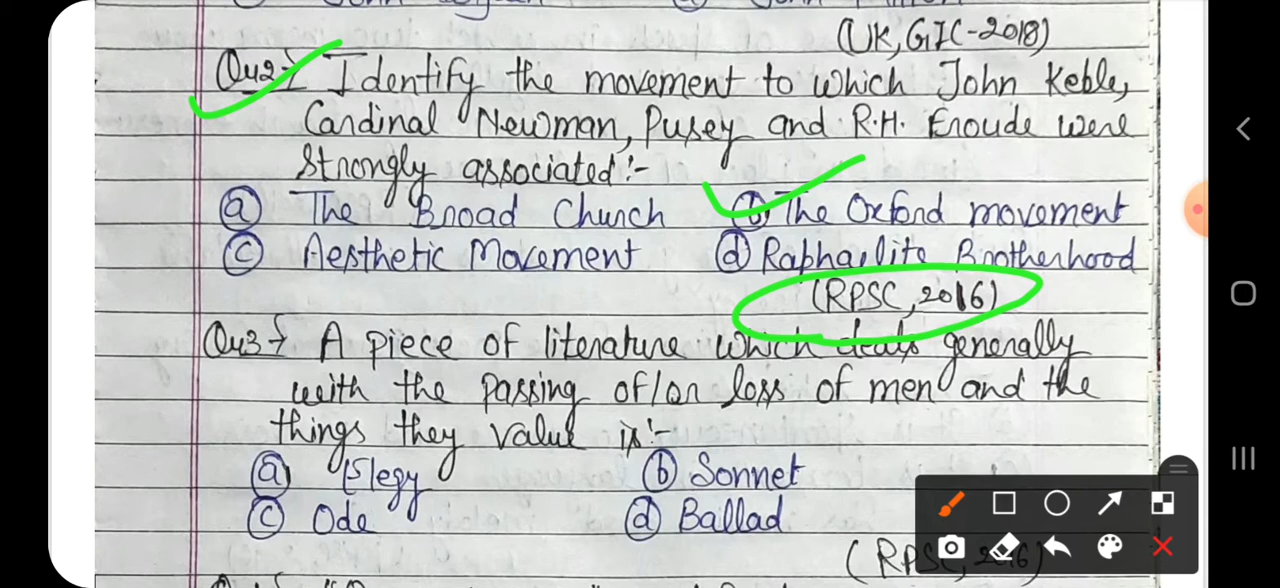 (UK, GIC-2018)
Qu2- Identify the movement to which John Keble,
Cardinal Newman, Pusey and R.H. Eroude were
strongly associated:-
(a) The Broad Church (b) The Oxford movement
(c) Aesthetic Movement (d) Raphaelite Brotherhood
(RPSC, 2016)
Qu3- A piece of literature which deals generally
with the passing of/or loss of men and the
things they value is:-
(a) Elegy (b) Sonnet
(c) Ode (d) Ballad
(RPSC, 2016)